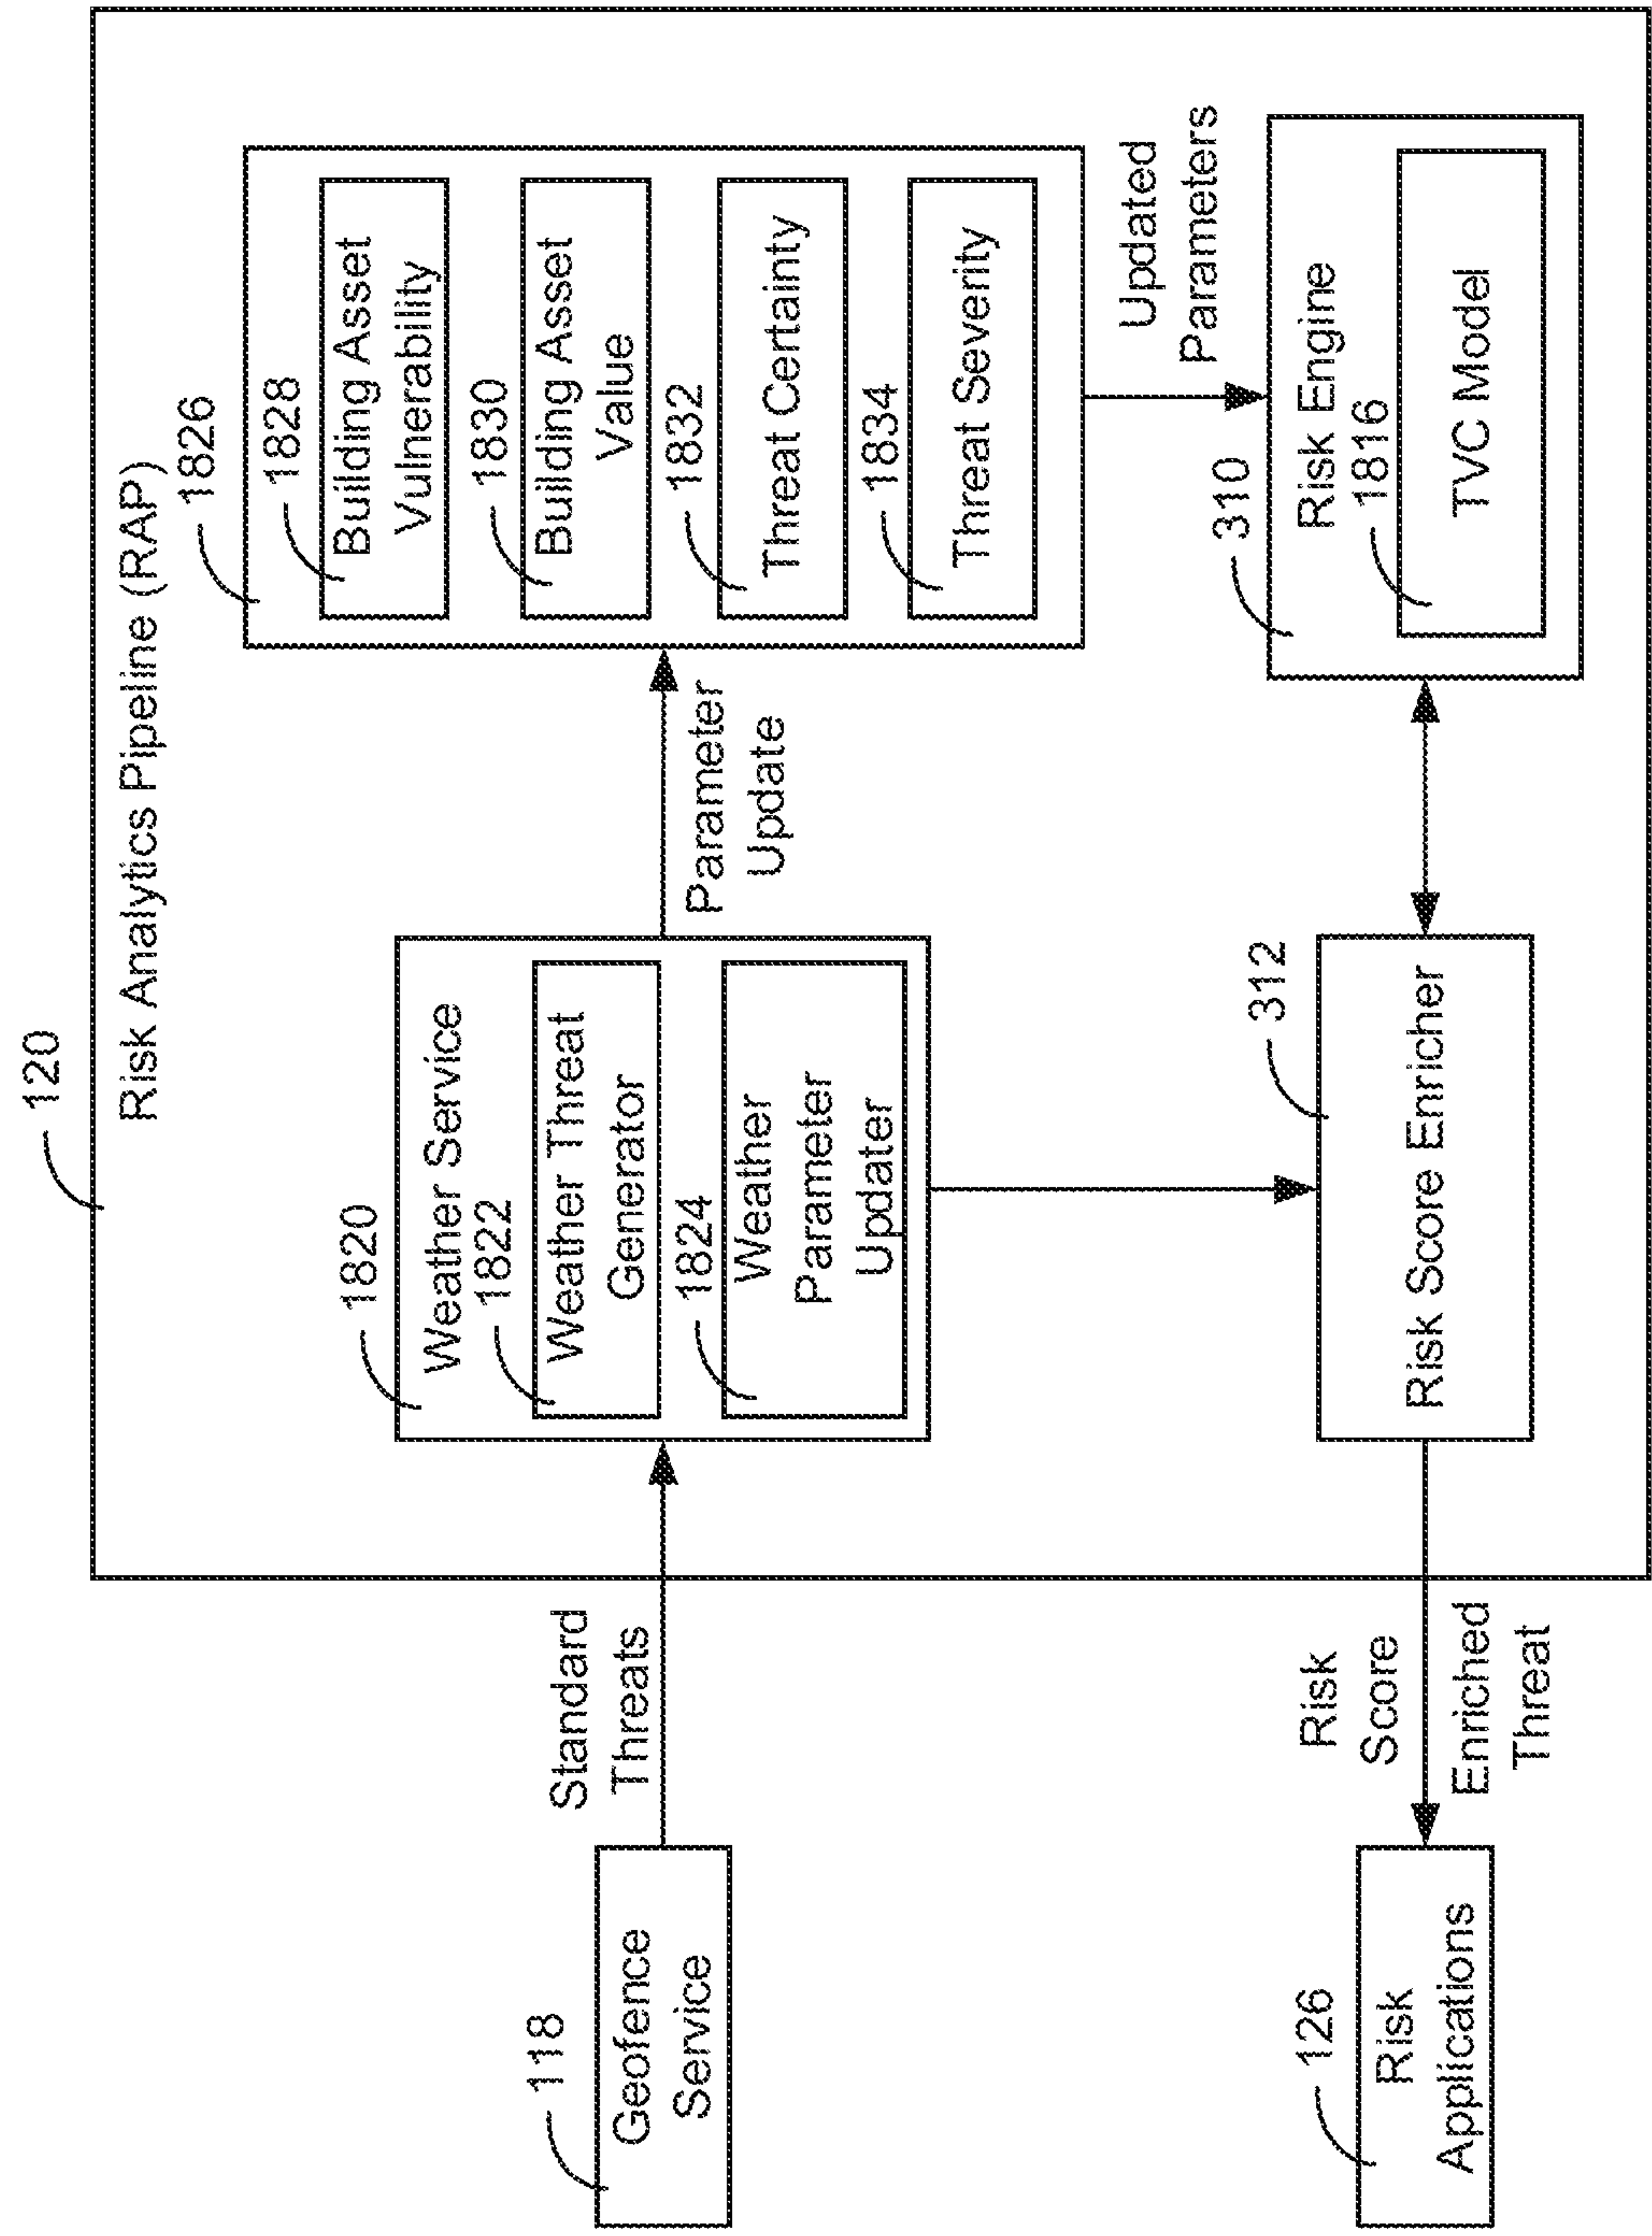 120
Risk Analytics Pipeline (RAP)
118
Geofence
Service
Standard
Threats
1820
Weather Service
1822
Weather Threat
Generator
1824
Weather
Parameter
Updater
Parameter
Update
1826
1828
Building Asset
Vulnerability
1830
Building Asset
Value
1832
Threat Certainty
1834
Threat Severity
Updated
Parameters
126
Risk
Applications
Risk
Score
Enriched
Threat
312
Risk Score Enricher
310
Risk Engine
1816
TVC Model